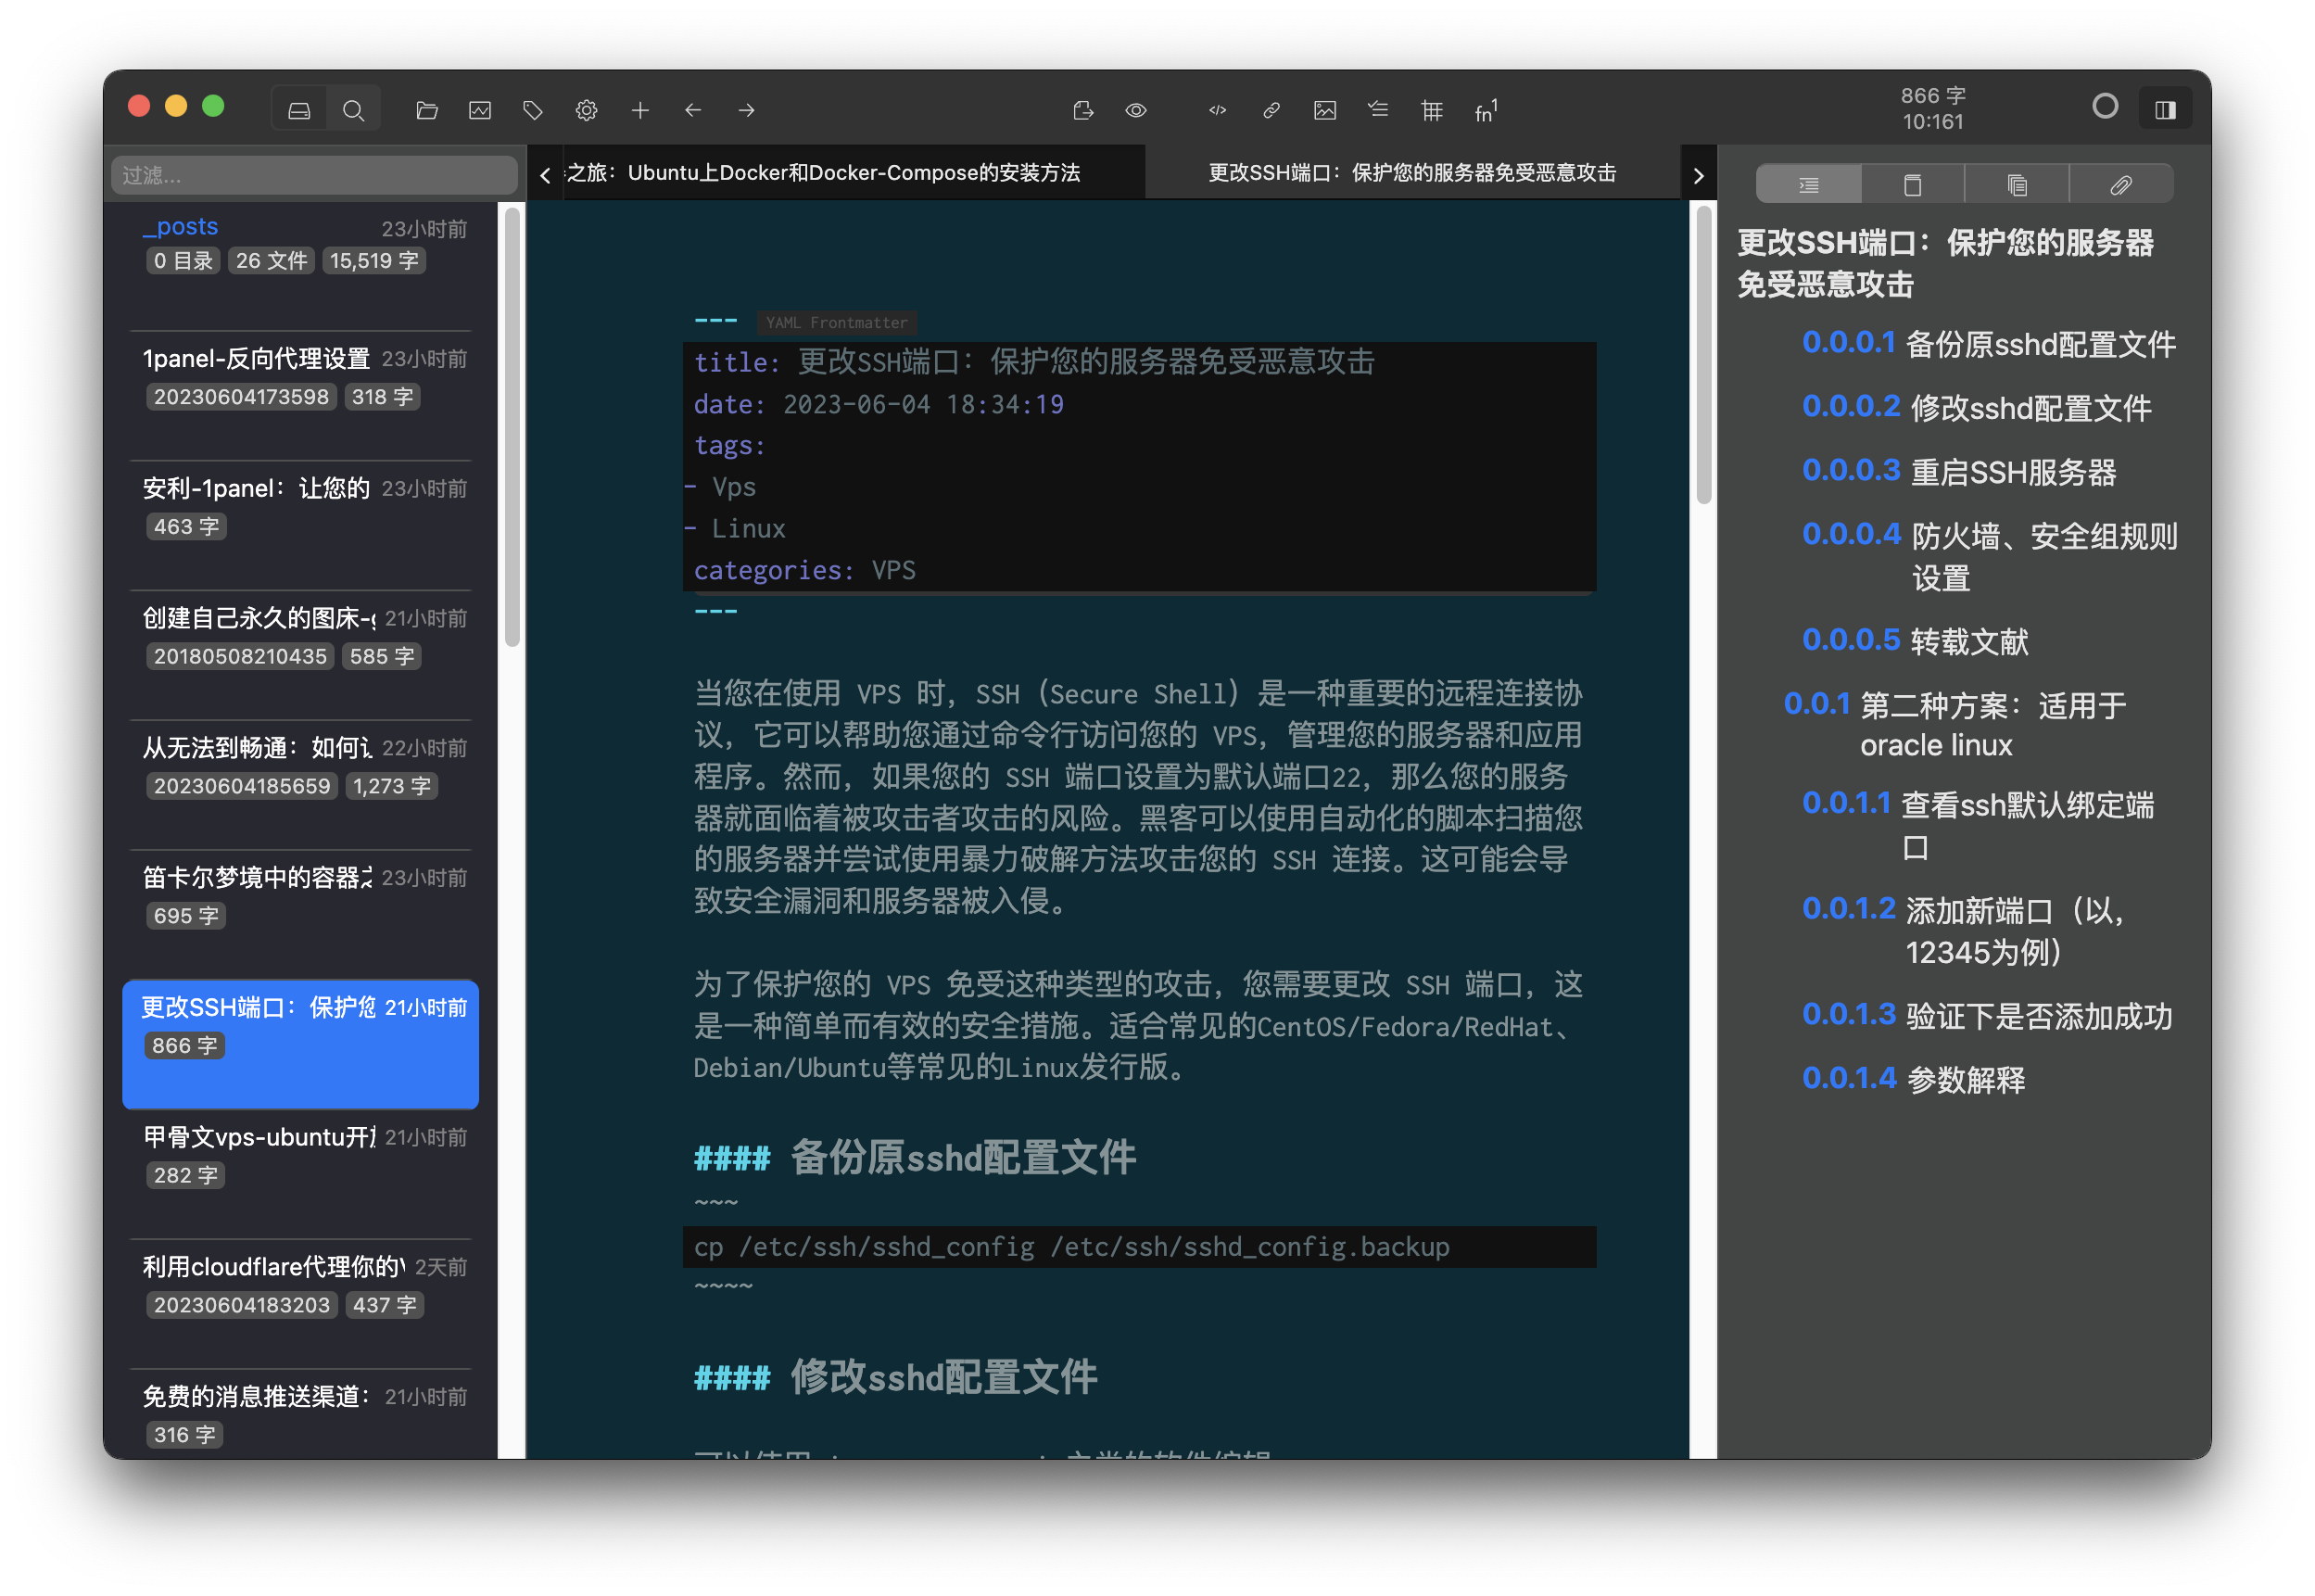 866 字
10:161
过滤...
之旅：Ubuntu上Docker和Docker-Compose的安装方法
更改SSH端口：保护您的服务器免受恶意攻击
_posts 23小时前
0 目录 26 文件 15,519 字
1panel-反向代理设置 23小时前
20230604173598 318 字
安利-1panel：让您的 23小时前
463 字
创建自己永久的图床- 21小时前
20180508210435 585 字
从无法到畅通：如何 22小时前
20230604185659 1,273 字
笛卡尔梦境中的容器 23小时前
695 字
更改SSH端口：保护您 21小时前
866 字
甲骨文vps-ubuntu开 21小时前
282 字
利用cloudflare代理你的 2天前
20230604183203 437 字
免费的消息推送渠道： 21小时前
316 字
--- YAML Frontmatter
title: 更改SSH端口：保护您的服务器免受恶意攻击
date: 2023-06-04 18:34:19
tags:
- Vps
- Linux
categories: VPS
---
当您在使用 VPS 时，SSH（Secure Shell）是一种重要的远程连接协
议，它可以帮助您通过命令行访问您的 VPS，管理您的服务器和应用
程序。然而，如果您的 SSH 端口设置为默认端口22，那么您的服务
器就面临着被攻击者攻击的风险。黑客可以使用自动化的脚本扫描您
的服务器并尝试使用暴力破解方法攻击您的 SSH 连接。这可能会导
致安全漏洞和服务器被入侵。
为了保护您的 VPS 免受这种类型的攻击，您需要更改 SSH 端口，这
是一种简单而有效的安全措施。适合常见的CentOS/Fedora/RedHat、
Debian/Ubuntu等常见的Linux发行版。
#### 备份原sshd配置文件
~~~
cp /etc/ssh/sshd_config /etc/ssh/sshd_config.backup
~~~~
#### 修改sshd配置文件
fn1
更改SSH端口：保护您的服务器
免受恶意攻击
0.0.0.1 备份原sshd配置文件
0.0.0.2 修改sshd配置文件
0.0.0.3 重启SSH服务器
0.0.0.4 防火墙、安全组规则
设置
0.0.0.5 转载文献
0.0.1 第二种方案：适用于
oracle linux
0.0.1.1 查看ssh默认绑定端
口
0.0.1.2 添加新端口（以，
12345为例）
0.0.1.3 验证下是否添加成功
0.0.1.4 参数解释